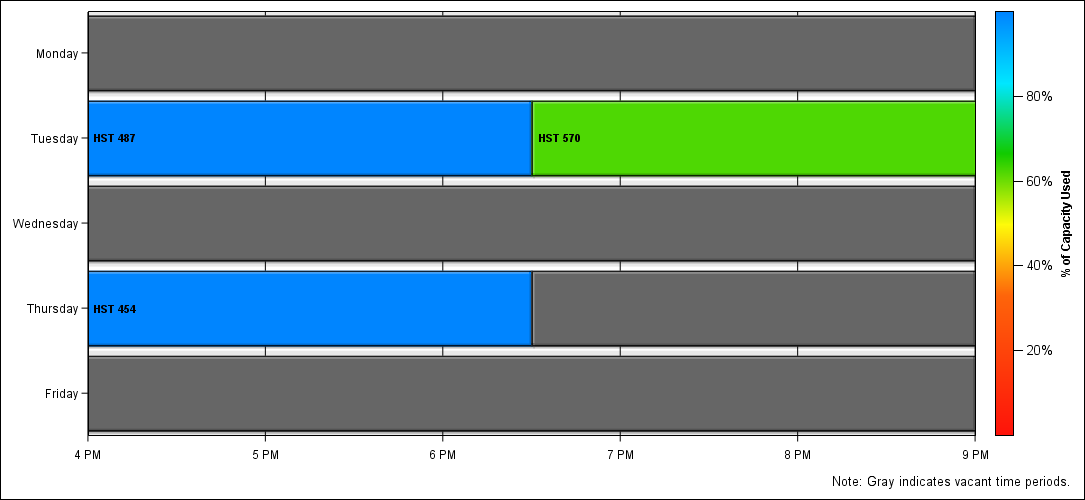 Monday
Tuesday
HST 487
HST 570
Wednesday
Thursday
HST 454
Friday
4 PM
5 PM
6 PM
7 PM
8 PM
9 PM
80%
60%
40%
20%
% of Capacity Used
Note: Gray indicates vacant time periods.